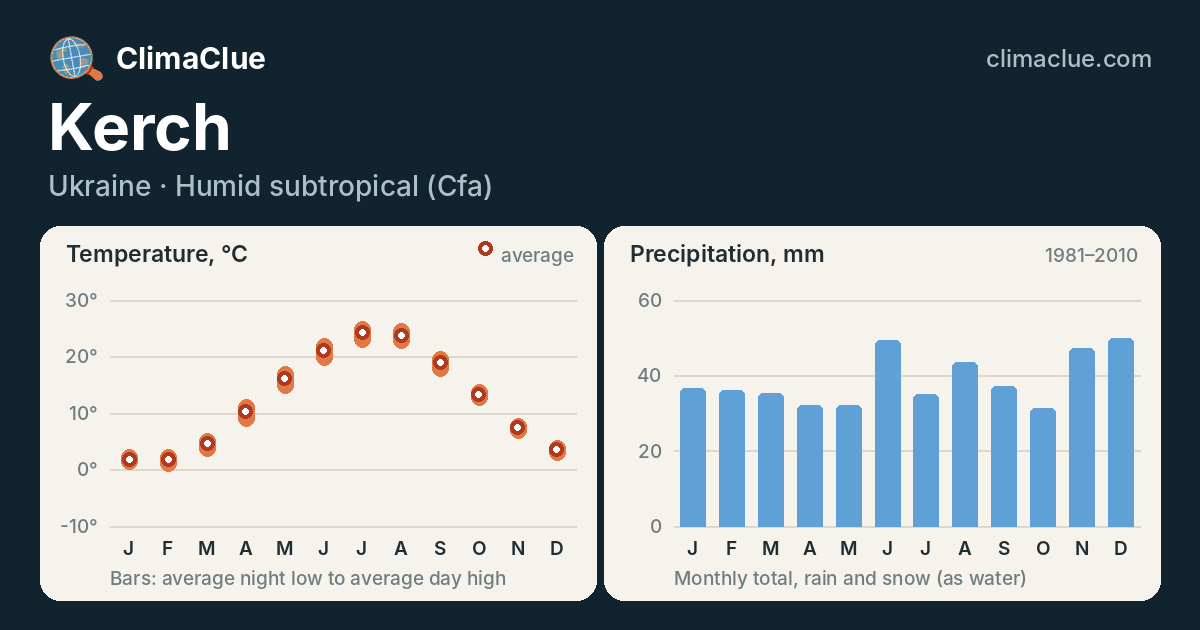 ClimaClue
climaclue.com
Kerch
Ukraine · Humid subtropical (Cfa)
Temperature, °C
average
30°
20°
10°
0°
-10°
J F M A M J J A S O N D
Bars: average night low to average day high
Precipitation, mm
1981–2010
60
40
20
0
J F M A M J J A S O N D
Monthly total, rain and snow (as water)